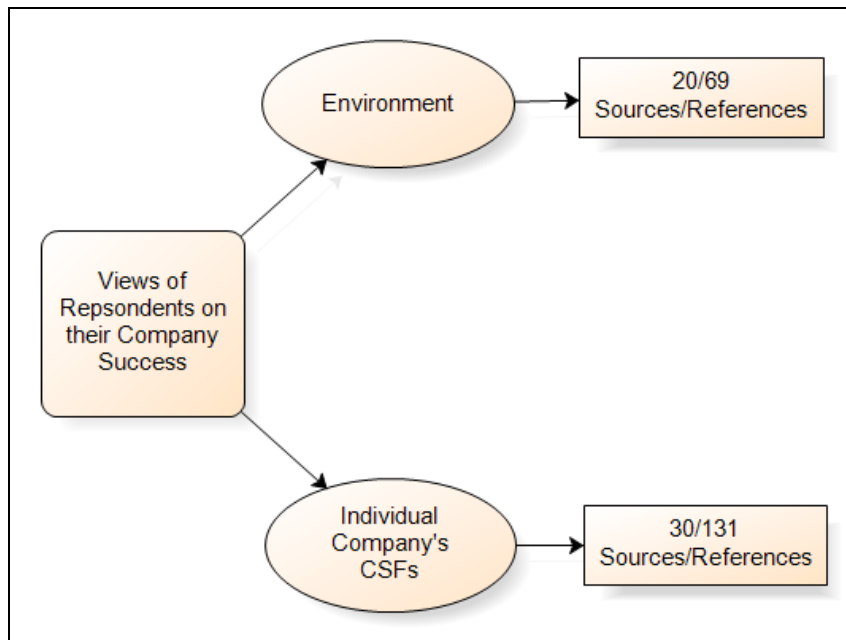 Environment
20/69
Sources/References
Views of
Repsondents on
their Company
Success
Individual
Company's
CSFs
30/131
Sources/References